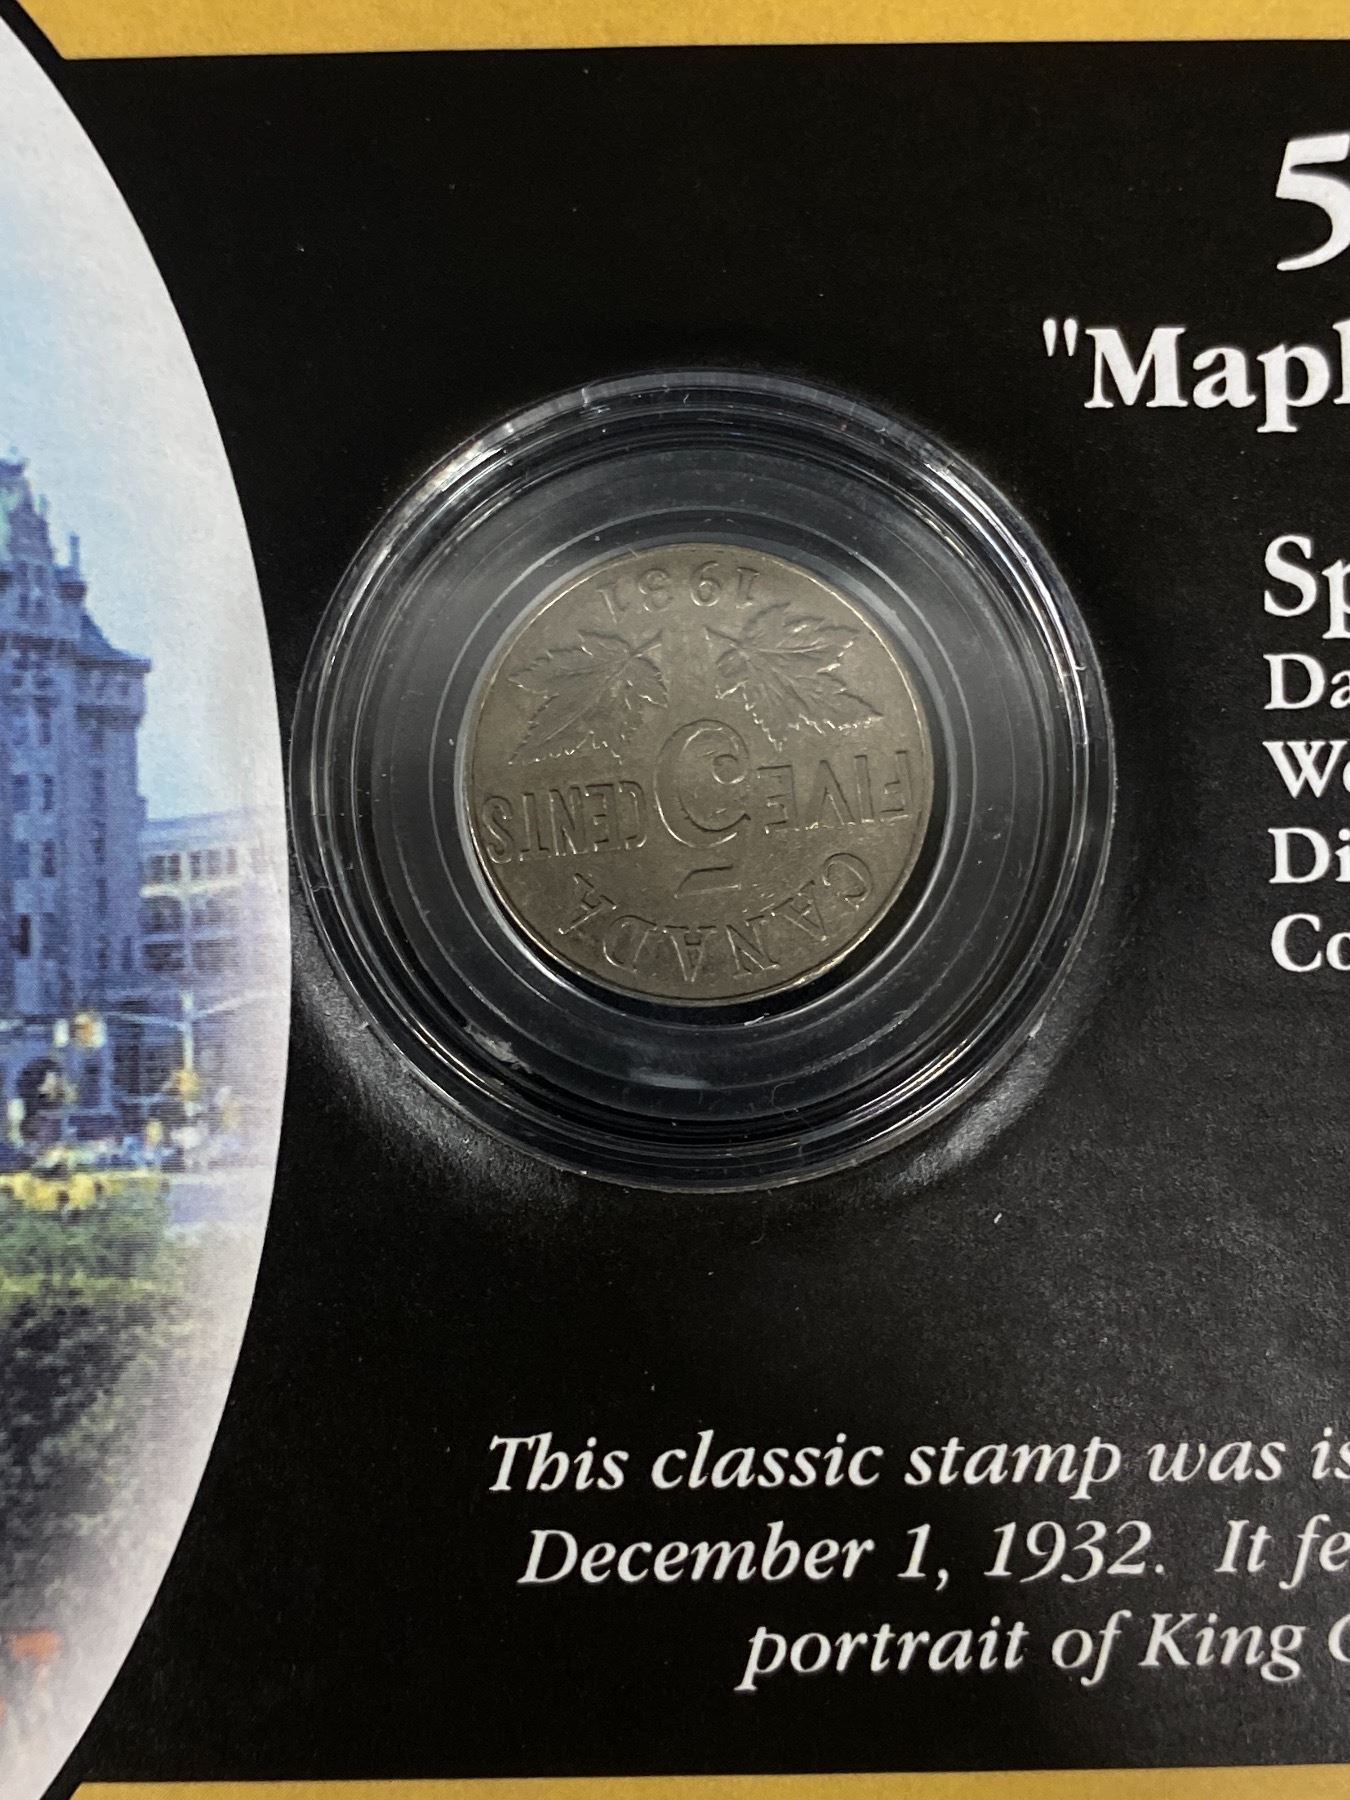 5
"Mapl
Sp
Da
We
Di
Co
1931
FIVE 5 CENTS
CANADA
This classic stamp was is
December 1, 1932. It fe
portrait of King G